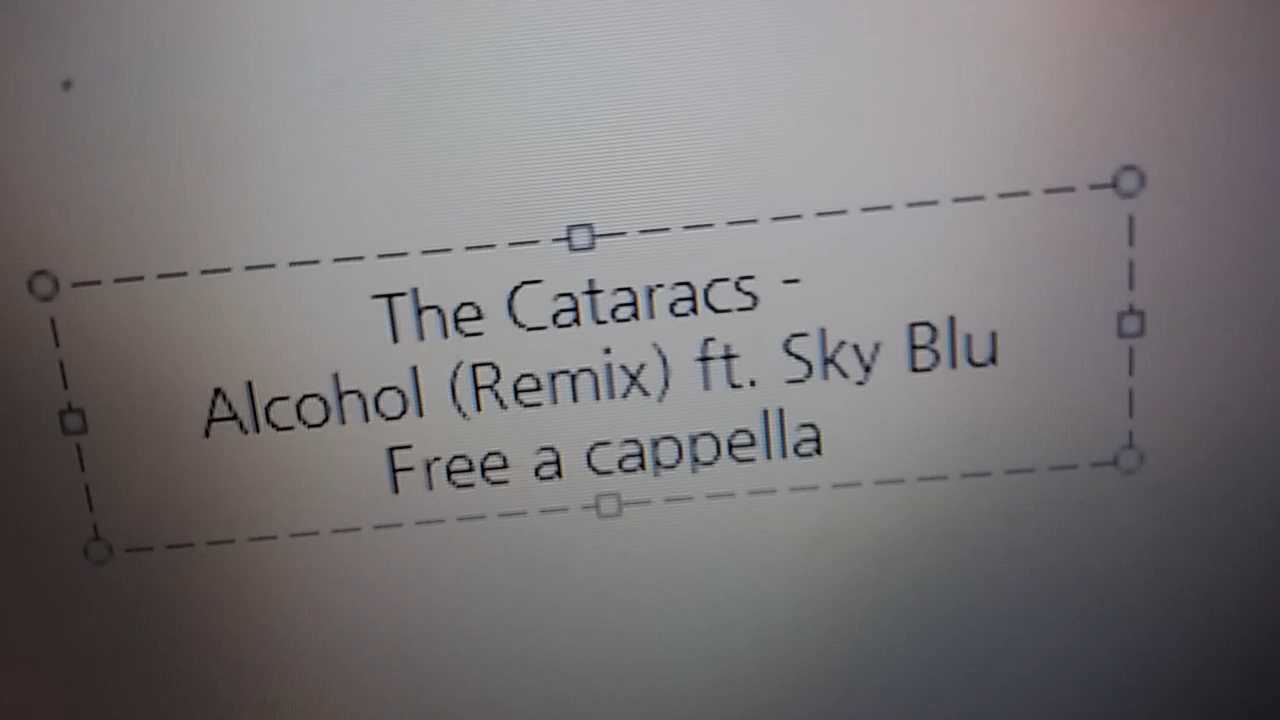 The Cataracs -
Alcohol (Remix) ft. Sky Blu
Free a cappella